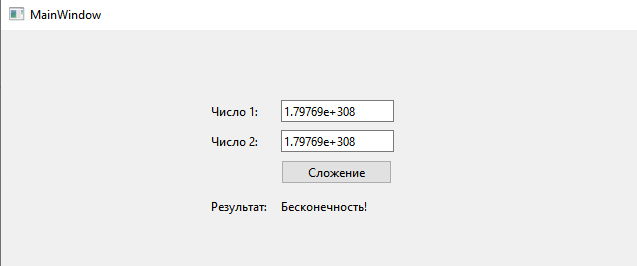 MainWindow
Число 1: 1.79769e+308
Число 2: 1.79769e+308
Сложение
Результат: Бесконечность!